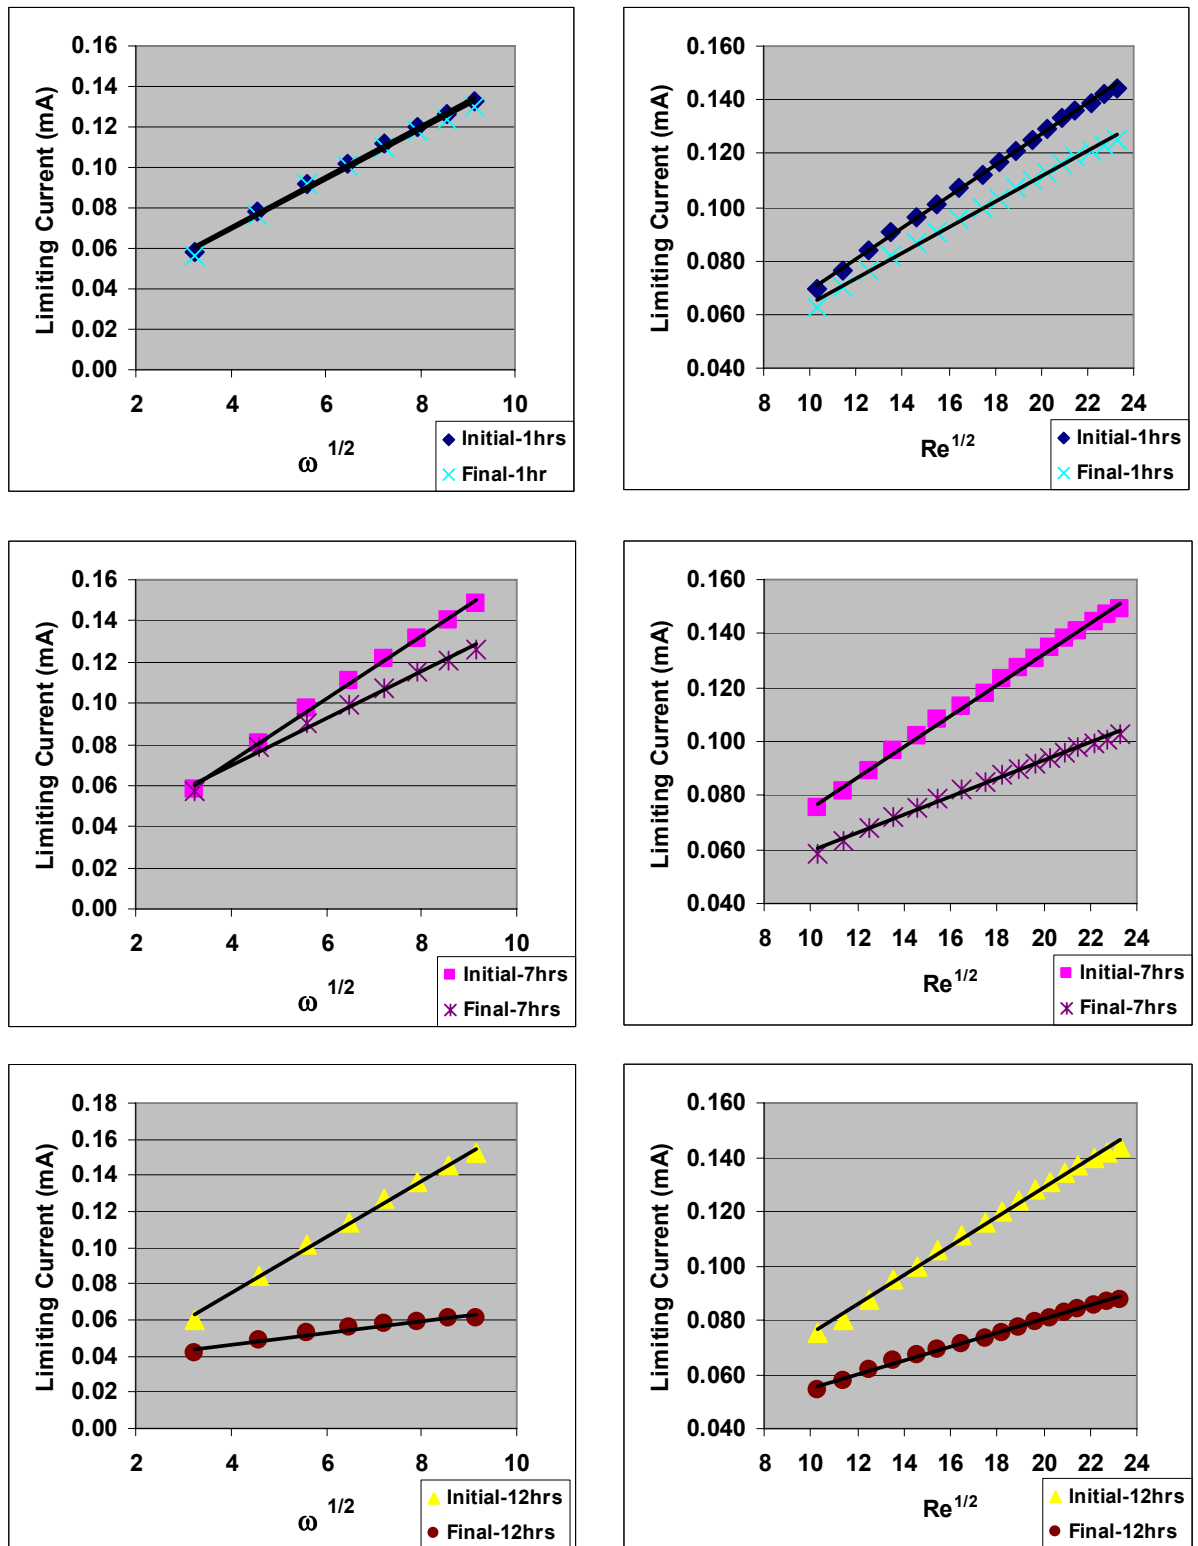 0.16
0.14
0.12
0.10
0.08
0.06
0.04
0.02
0.00
Limiting Current (mA)
2 4 6 8 10
ω 1/2
Initial-1hrs
Final-1hr
0.160
0.140
0.120
0.100
0.080
0.060
0.040
Limiting Current (mA)
8 10 12 14 16 18 20 22 24
Re1/2
Initial-1hrs
Final-1hrs
0.16
0.14
0.12
0.10
0.08
0.06
0.04
0.02
0.00
Limiting Current (mA)
2 4 6 8 10
ω 1/2
Initial-7hrs
Final-7hrs
0.160
0.140
0.120
0.100
0.080
0.060
0.040
Limiting Current (mA)
8 10 12 14 16 18 20 22 24
Re1/2
Initial-7hrs
Final-7hrs
0.18
0.16
0.14
0.12
0.10
0.08
0.06
0.04
0.02
0.00
Limiting Current (mA)
2 4 6 8 10
ω 1/2
Initial-12hrs
Final-12hrs
0.160
0.140
0.120
0.100
0.080
0.060
0.040
Limiting Current (mA)
8 10 12 14 16 18 20 22 24
Re1/2
Initial-12hrs
Final-12hrs